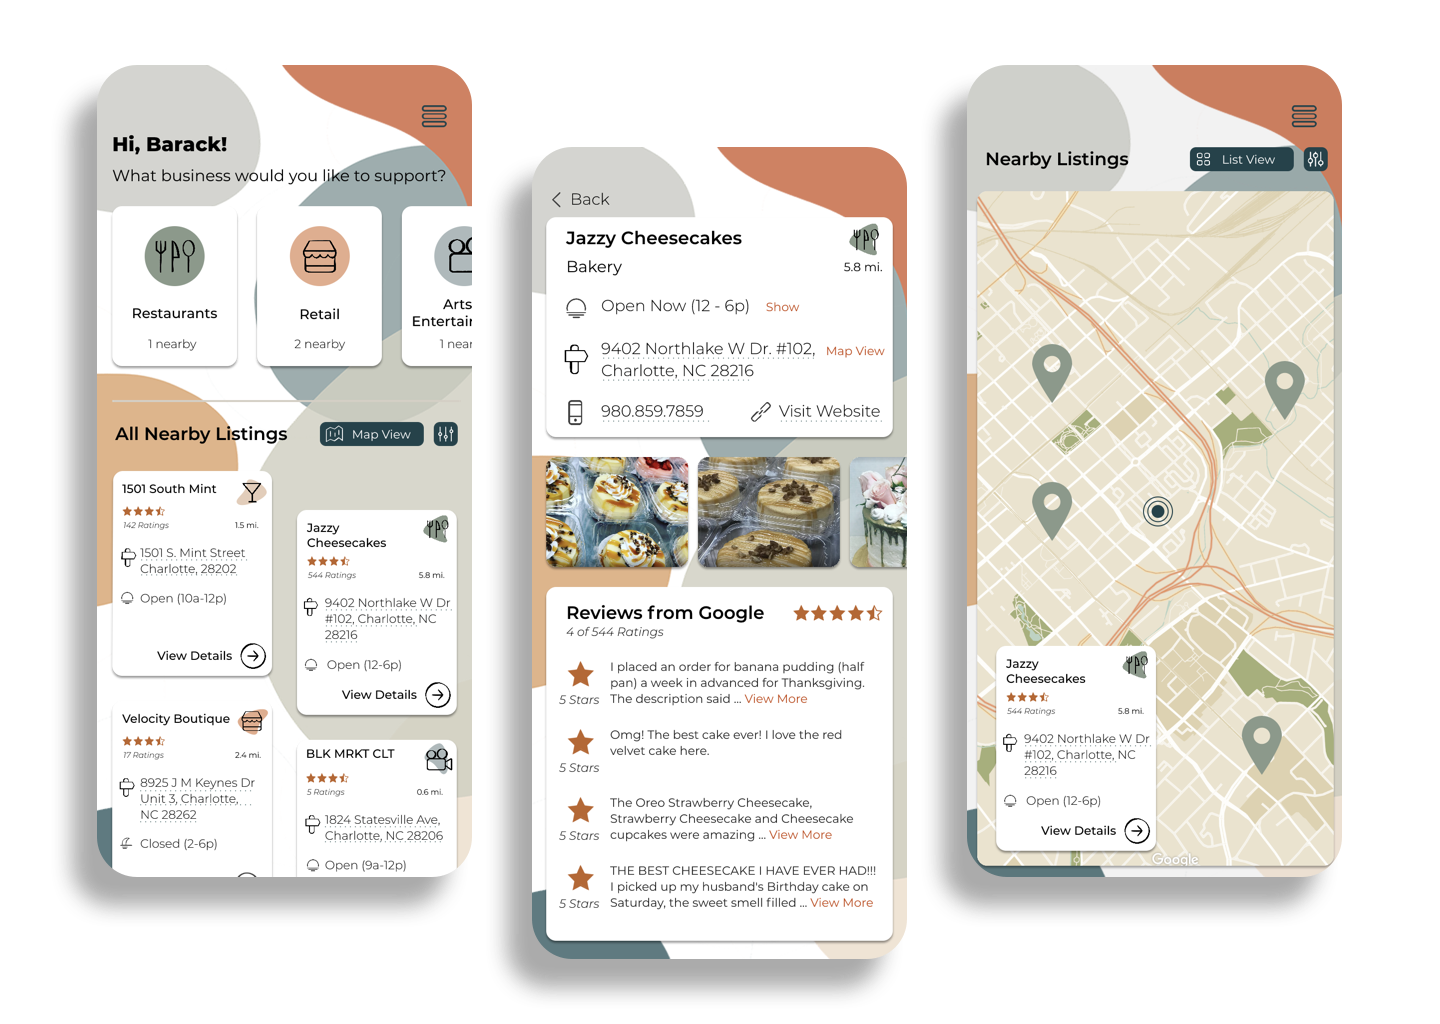 Hi, Barack!
What business would you like to support?
Restaurants
1 nearby
Retail
2 nearby
Arts
Entertain
1 near
All Nearby Listings
Map View
1501 South Mint
142 Ratings
1.5 mi.
1501 S. Mint Street
Charlotte, 28202
Open (10a-12p)
View Details
Jazzy
Cheesecakes
544 Ratings
5.8 mi.
9402 Northlake W Dr
#102, Charlotte, NC
28216
Open (12-6p)
View Details
Velocity Boutique
17 Ratings
2.4 mi.
8925 J M Keynes Dr
Unit 3, Charlotte,
NC 28262
Closed (2-6p)
BLK MRKT CLT
5 Ratings
0.6 mi.
1824 Statesville Ave,
Charlotte, NC 28206
Open (9a-12p)
Back
Jazzy Cheesecakes
Bakery
5.8 mi.
Open Now (12 - 6p) Show
9402 Northlake W Dr. #102, Map View
Charlotte, NC 28216
980.859.7859
Visit Website
Reviews from Google
4 of 544 Ratings
5 Stars
I placed an order for banana pudding (half
pan) a week in advanced for Thanksgiving.
The description said ... View More
5 Stars
Omg! The best cake ever! I love the red
velvet cake here.
5 Stars
The Oreo Strawberry Cheesecake,
Strawberry Cheesecake and Cheesecake
cupcakes were amazing ... View More
5 Stars
THE BEST CHEESECAKE I HAVE EVER HAD!!!
I picked up my husband's Birthday cake on
Saturday, the sweet smell filled ... View More
Nearby Listings
List View
Jazzy
Cheesecakes
544 Ratings
5.8 mi.
9402 Northlake W Dr
#102, Charlotte, NC
28216
Open (12-6p)
View Details
Google